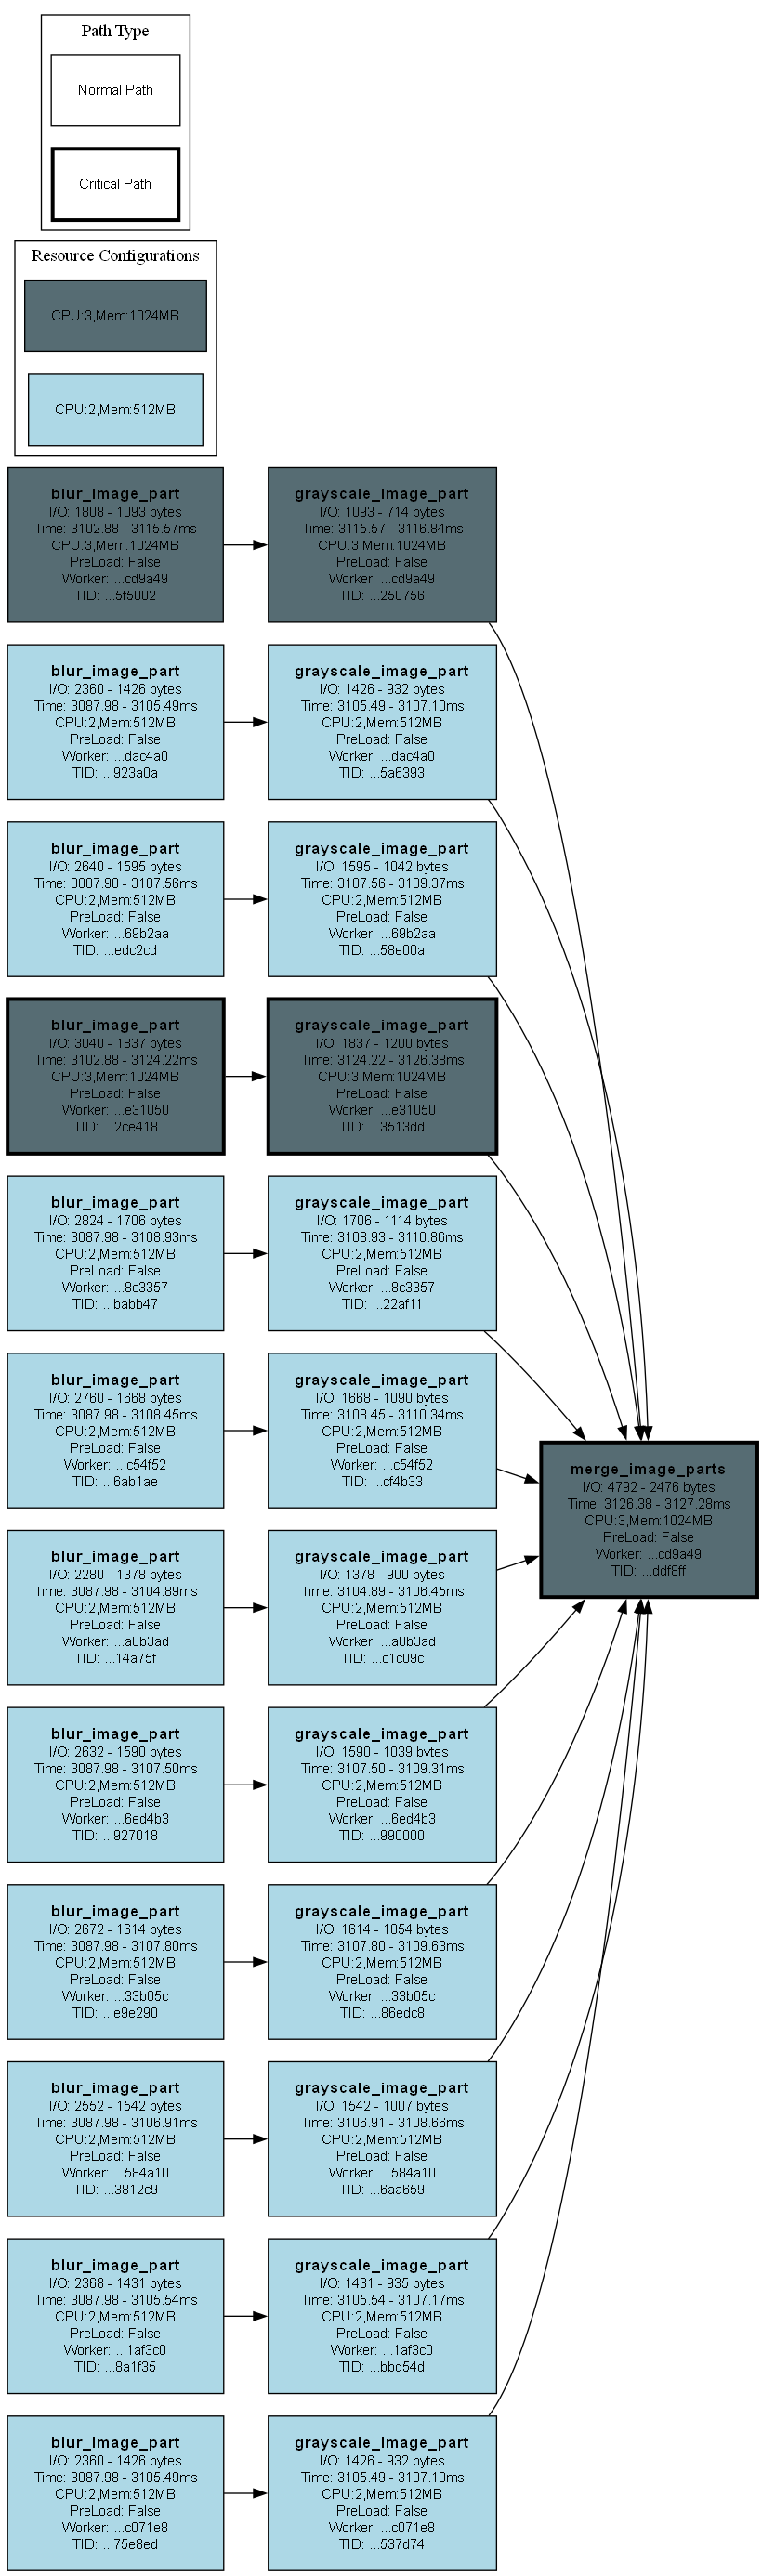 Path Type
Normal Path
Critical Path
Resource Configurations
CPU:3,Mem:1024MB
CPU:2,Mem:512MB
blur_image_part
I/O: 1808 - 1093 bytes
Time: 3102.88 - 3115.57ms
CPU:3,Mem:1024MB
PreLoad: False
Worker: ...cd9a49
TID: ...5f5802
grayscale_image_part
I/O: 1093 - 714 bytes
Time: 3115.57 - 3116.84ms
CPU:3,Mem:1024MB
PreLoad: False
Worker: ...cd9a49
TID: ...258756
blur_image_part
I/O: 2360 - 1426 bytes
Time: 3087.98 - 3105.49ms
CPU:2,Mem:512MB
PreLoad: False
Worker: ...dac4a0
TID: ...923a0a
grayscale_image_part
I/O: 1426 - 932 bytes
Time: 3105.49 - 3107.10ms
CPU:2,Mem:512MB
PreLoad: False
Worker: ...dac4a0
TID: ...5a6393
blur_image_part
I/O: 2640 - 1595 bytes
Time: 3087.98 - 3107.56ms
CPU:2,Mem:512MB
PreLoad: False
Worker: ...69b2aa
TID: ...edc2cd
grayscale_image_part
I/O: 1595 - 1042 bytes
Time: 3107.56 - 3109.37ms
CPU:2,Mem:512MB
PreLoad: False
Worker: ...69b2aa
TID: ...58e00a
blur_image_part
I/O: 3040 - 1837 bytes
Time: 3102.88 - 3124.22ms
CPU:3,Mem:1024MB
PreLoad: False
Worker: ...e31050
TID: ...2ce418
grayscale_image_part
I/O: 1837 - 1200 bytes
Time: 3124.22 - 3126.38ms
CPU:3,Mem:1024MB
PreLoad: False
Worker: ...e31050
TID: ...3513dd
blur_image_part
I/O: 2824 - 1706 bytes
Time: 3087.98 - 3108.93ms
CPU:2,Mem:512MB
PreLoad: False
Worker: ...8c3357
TID: ...babb47
grayscale_image_part
I/O: 1706 - 1114 bytes
Time: 3108.93 - 3110.86ms
CPU:2,Mem:512MB
PreLoad: False
Worker: ...8c3357
TID: ...22af11
blur_image_part
I/O: 2760 - 1668 bytes
Time: 3087.98 - 3108.45ms
CPU:2,Mem:512MB
PreLoad: False
Worker: ...c54f52
TID: ...6ab1ae
grayscale_image_part
I/O: 1668 - 1090 bytes
Time: 3108.45 - 3110.34ms
CPU:2,Mem:512MB
PreLoad: False
Worker: ...c54f52
TID: ...cf4b33
merge_image_parts
I/O: 4792 - 2476 bytes
Time: 3126.38 - 3127.28ms
CPU:3,Mem:1024MB
PreLoad: False
Worker: ...cd9a49
TID: ...ddf8ff
blur_image_part
I/O: 2280 - 1378 bytes
Time: 3087.98 - 3104.89ms
CPU:2,Mem:512MB
PreLoad: False
Worker: ...a0b3ad
TID: ...14a75f
grayscale_image_part
I/O: 1378 - 900 bytes
Time: 3104.89 - 3106.45ms
CPU:2,Mem:512MB
PreLoad: False
Worker: ...a0b3ad
TID: ...c1c09c
blur_image_part
I/O: 2632 - 1590 bytes
Time: 3087.98 - 3107.50ms
CPU:2,Mem:512MB
PreLoad: False
Worker: ...6ed4b3
TID: ...927018
grayscale_image_part
I/O: 1590 - 1039 bytes
Time: 3107.50 - 3109.31ms
CPU:2,Mem:512MB
PreLoad: False
Worker: ...6ed4b3
TID: ...990000
blur_image_part
I/O: 2672 - 1614 bytes
Time: 3087.98 - 3107.80ms
CPU:2,Mem:512MB
PreLoad: False
Worker: ...33b05c
TID: ...e9e290
grayscale_image_part
I/O: 1614 - 1054 bytes
Time: 3107.80 - 3109.63ms
CPU:2,Mem:512MB
PreLoad: False
Worker: ...33b05c
TID: ...86edc8
blur_image_part
I/O: 2552 - 1542 bytes
Time: 3087.98 - 3106.91ms
CPU:2,Mem:512MB
PreLoad: False
Worker: ...584a10
TID: ...3812c9
grayscale_image_part
I/O: 1542 - 1007 bytes
Time: 3106.91 - 3108.66ms
CPU:2,Mem:512MB
PreLoad: False
Worker: ...584a10
TID: ...6aa659
blur_image_part
I/O: 2368 - 1431 bytes
Time: 3087.98 - 3105.54ms
CPU:2,Mem:512MB
PreLoad: False
Worker: ...1af3c0
TID: ...8a1f35
grayscale_image_part
I/O: 1431 - 935 bytes
Time: 3105.54 - 3107.17ms
CPU:2,Mem:512MB
PreLoad: False
Worker: ...1af3c0
TID: ...bbd54d
blur_image_part
I/O: 2360 - 1426 bytes
Time: 3087.98 - 3105.49ms
CPU:2,Mem:512MB
PreLoad: False
Worker: ...c071e8
TID: ...75e8ed
grayscale_image_part
I/O: 1426 - 932 bytes
Time: 3105.49 - 3107.10ms
CPU:2,Mem:512MB
PreLoad: False
Worker: ...c071e8
TID: ...537d74